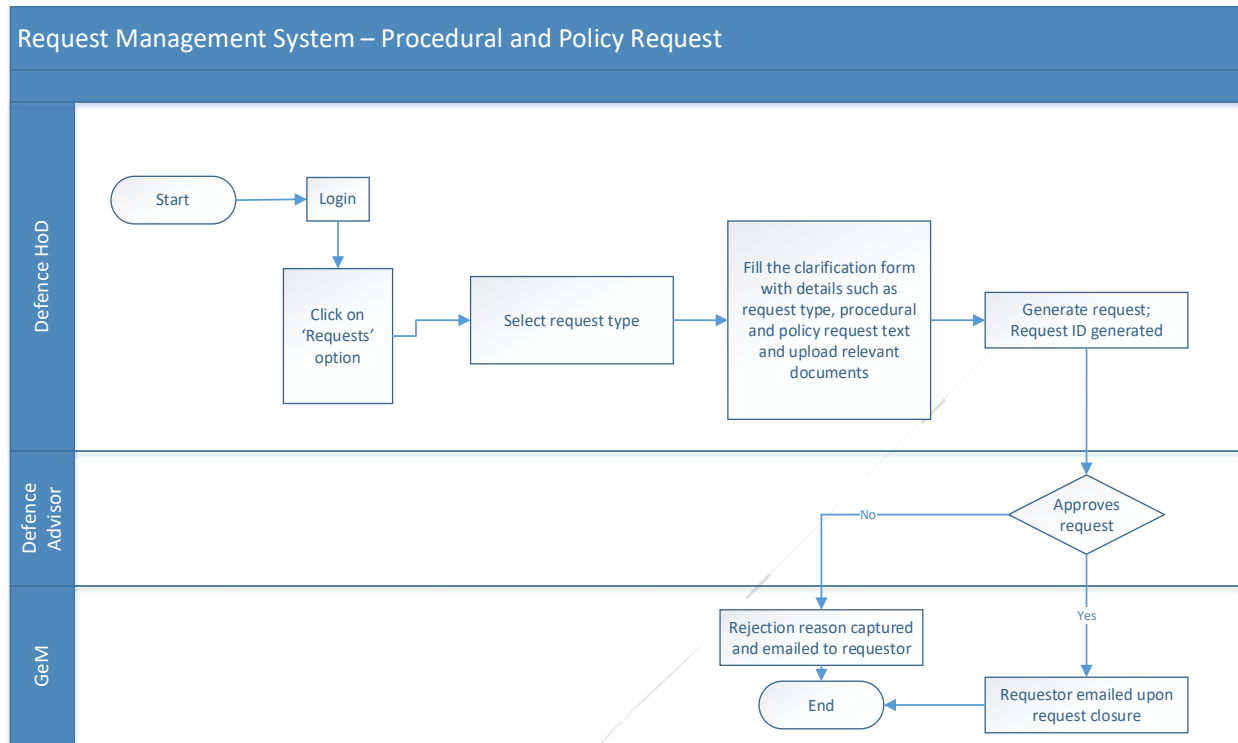 Request Management System – Procedural and Policy Request
Defence HoD
Start
Login
Click on
‘Requests’
option
Select request type
Fill the clarification form
with details such as
request type, procedural
and policy request text
and upload relevant
documents
Generate request;
Request ID generated
Defence
Advisor
Approves
request
No
Yes
GeM
Rejection reason captured
and emailed to requestor
Requestor emailed upon
request closure
End